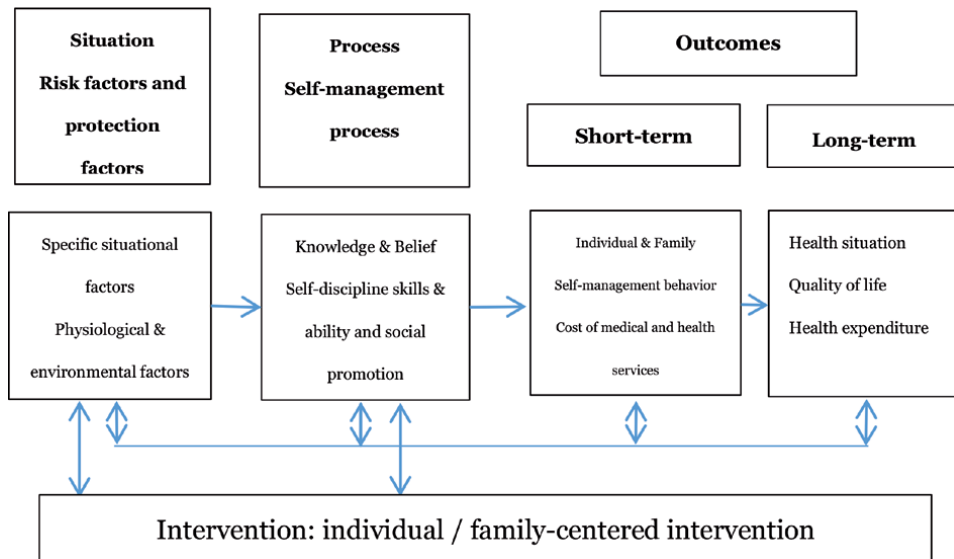 Situation
Risk factors and
protection
factors
Process
Self-management
process
Outcomes
Short-term
Long-term
Specific situational
factors
Physiological &
environmental factors
Knowledge & Belief
Self-discipline skills &
ability and social
promotion
Individual & Family
Self-management behavior
Cost of medical and health
services
Health situation
Quality of life
Health expenditure
Intervention: individual / family-centered intervention